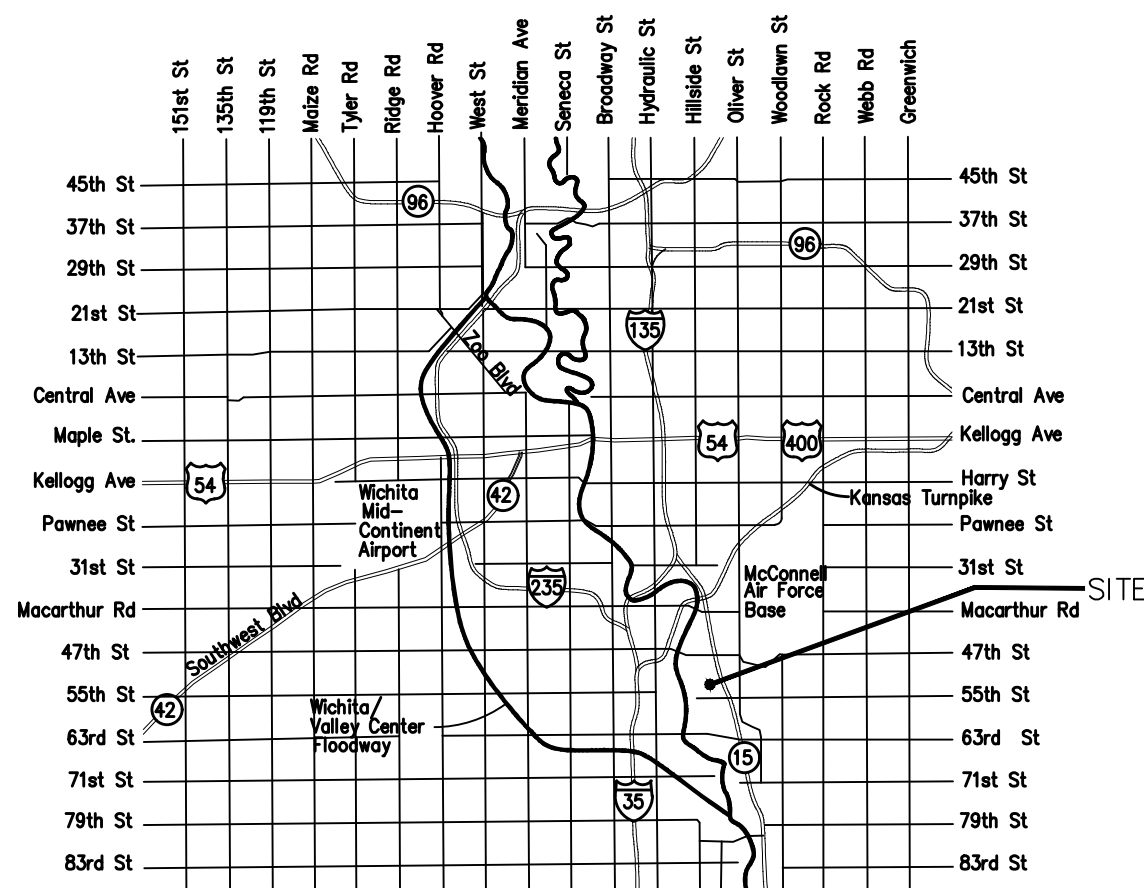 151st St
135th St
119th St
Maize Rd
Tyler Rd
Ridge Rd
Hoover Rd
West St
Meridian Ave
Seneca St
Broadway St
Hydraulic St
Hillside St
Oliver St
Woodlawn St
Rock Rd
Webb Rd
Greenwich
45th St
45th St
96
37th St
37th St
96
29th St
29th St
21st St
21st St
135
13th St
13th St
Zoo Blvd
Central Ave
Central Ave
Maple St.
Kellogg Ave
54
400
Kellogg Ave
54
Harry St
Wichita
Mid-
Continent
Airport
42
Kansas Turnpike
Pawnee St
Pawnee St
31st St
31st St
235
McConnell
Air Force
Base
SITE
Macarthur Rd
Macarthur Rd
Southwest Blvd
47th St
47th St
55th St
55th St
42
Wichita/
Valley Center
Floodway
63rd St
63rd St
15
71st St
71st St
35
79th St
79th St
83rd St
83rd St